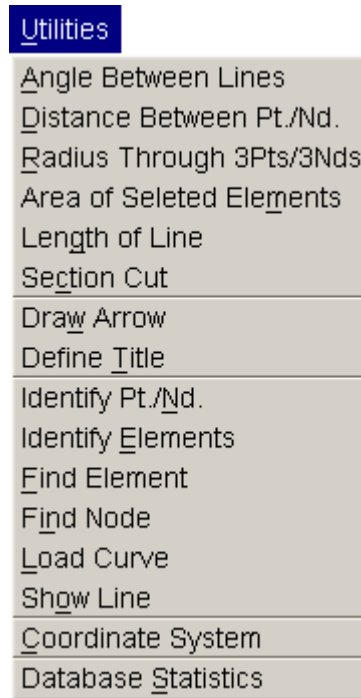 Utilities
Angle Between Lines
Distance Between Pt./Nd.
Radius Through 3Pts/3Nds
Area of Seleted Elements
Length of Line
Section Cut
Draw Arrow
Define Title
Identify Pt./Nd.
Identify Elements
Find Element
Find Node
Load Curve
Show Line
Coordinate System
Database Statistics